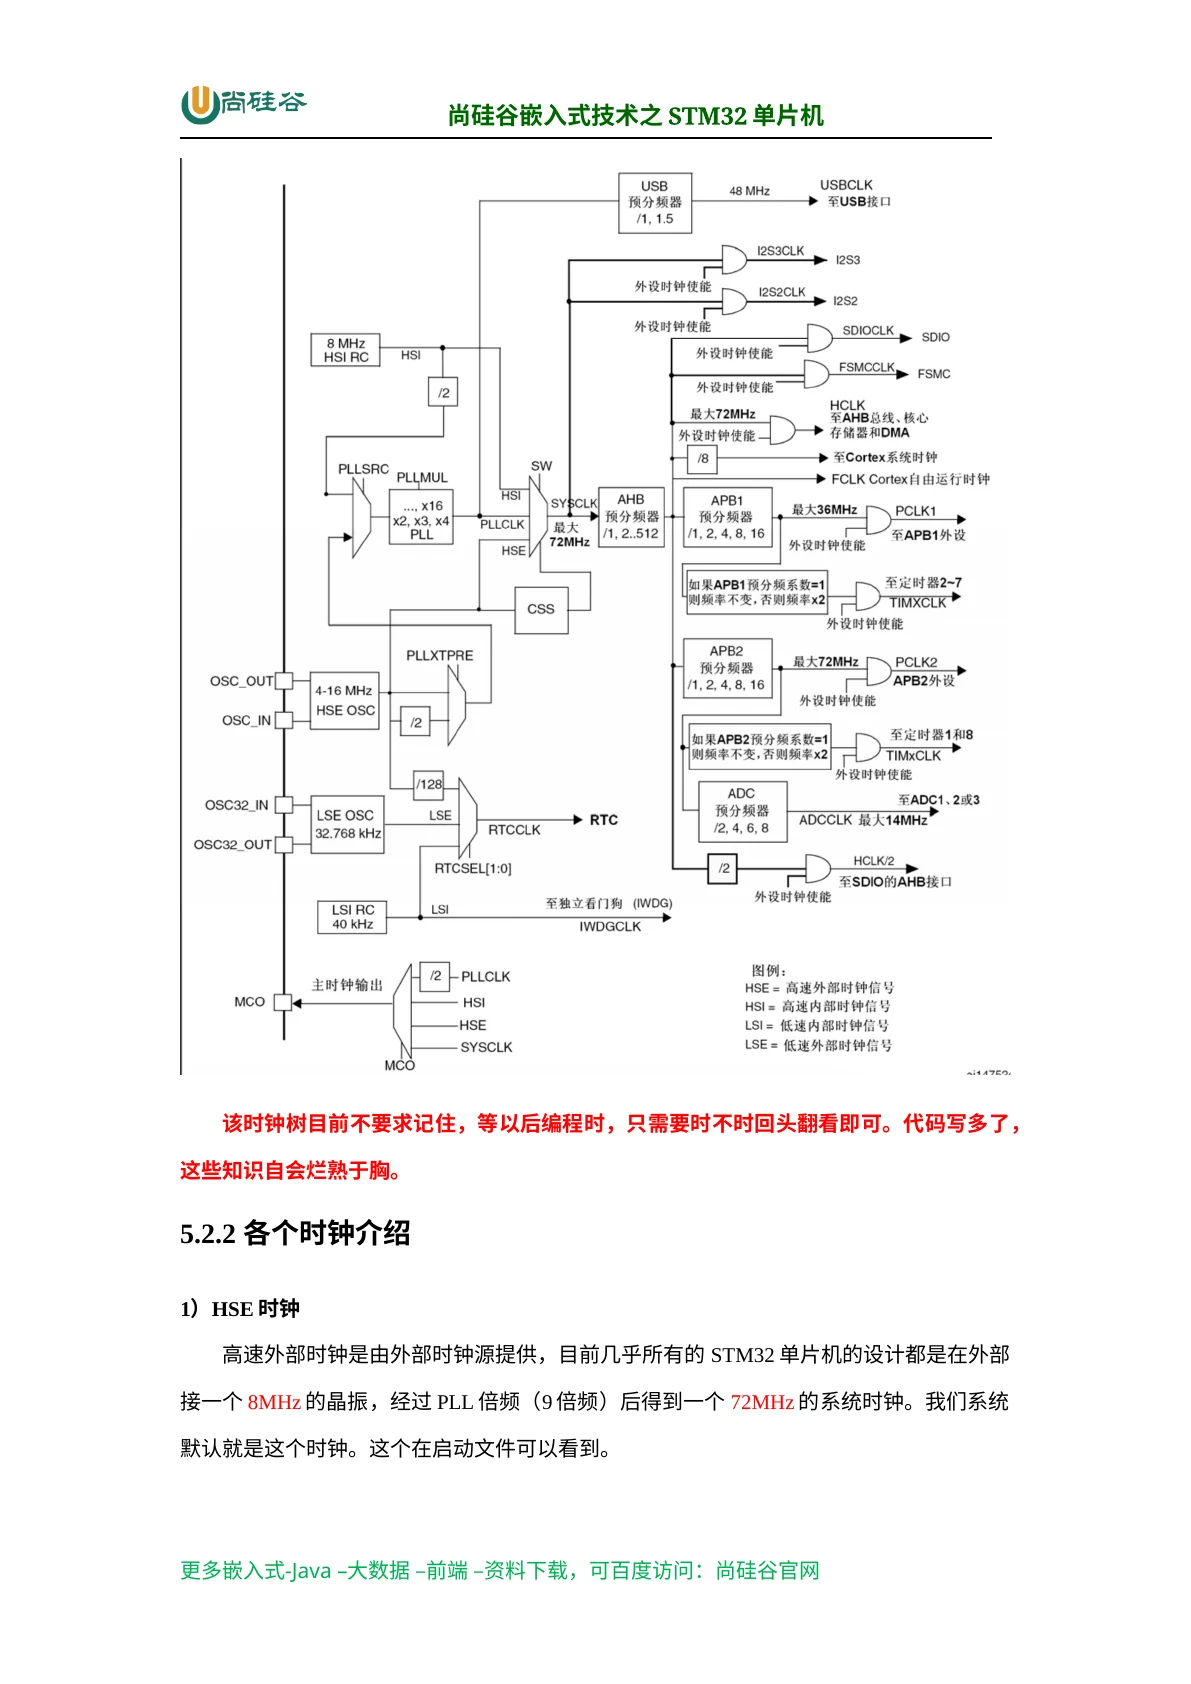 尚硅谷
尚硅谷嵌入式技术之 STM32 单片机
USB
预分频器
/1, 1.5
48 MHz
USBCLK
至USB接口
I2S3CLK
I2S3
外设时钟使能
I2S2CLK
I2S2
外设时钟使能
SDIOCLK
SDIO
外设时钟使能
FSMCCLK
FSMC
外设时钟使能
8 MHz
HSI RC
HSI
/2
HCLK
至AHB总线、核心
存储器和DMA
最大72MHz
外设时钟使能
/8
至Cortex系统时钟
FCLK Cortex自由运行时钟
PLLSRC
PLLMUL
..., x16
x2, x3, x4
PLL
SW
HSI
PLLCLK
HSE
SYSCLK
最大
72MHz
AHB
预分频器
/1, 2..512
APB1
预分频器
/1, 2, 4, 8, 16
最大36MHz
PCLK1
至APB1外设
外设时钟使能
如果APB1预分频系数=1
则频率不变，否则频率x2
至定时器2~7
TIMXCLK
外设时钟使能
CSS
PLLXTPRE
OSC_OUT
OSC_IN
4-16 MHz
HSE OSC
/2
APB2
预分频器
/1, 2, 4, 8, 16
最大72MHz
PCLK2
APB2外设
外设时钟使能
如果APB2预分频系数=1
则频率不变，否则频率x2
至定时器1和8
TIMxCLK
外设时钟使能
/128
OSC32_IN
OSC32_OUT
LSE OSC
32.768 kHz
LSE
RTCCLK
RTC
RTCSEL[1:0]
ADC
预分频器
/2, 4, 6, 8
至ADC1、2或3
ADCCLK 最大14MHz
/2
HCLK/2
至SDIO的AHB接口
外设时钟使能
LSI RC
40 kHz
LSI
至独立看门狗 (IWDG)
IWDGCLK
MCO
主时钟输出
/2
PLLCLK
HSI
HSE
SYSCLK
MCO
图例：
HSE = 高速外部时钟信号
HSI = 高速内部时钟信号
LSI = 低速内部时钟信号
LSE = 低速外部时钟信号
该时钟树目前不要求记住，等以后编程时，只需要时不时回头翻看即可。代码写多了，
这些知识自会烂熟于胸。
5.2.2 各个时钟介绍
1）HSE 时钟
高速外部时钟是由外部时钟源提供，目前几乎所有的 STM32 单片机的设计都是在外部
接一个 8MHz 的晶振，经过 PLL 倍频（9 倍频）后得到一个 72MHz 的系统时钟。我们系统
默认就是这个时钟。这个在启动文件可以看到。
更多嵌入式-Java –大数据 –前端 –资料下载，可百度访问：尚硅谷官网